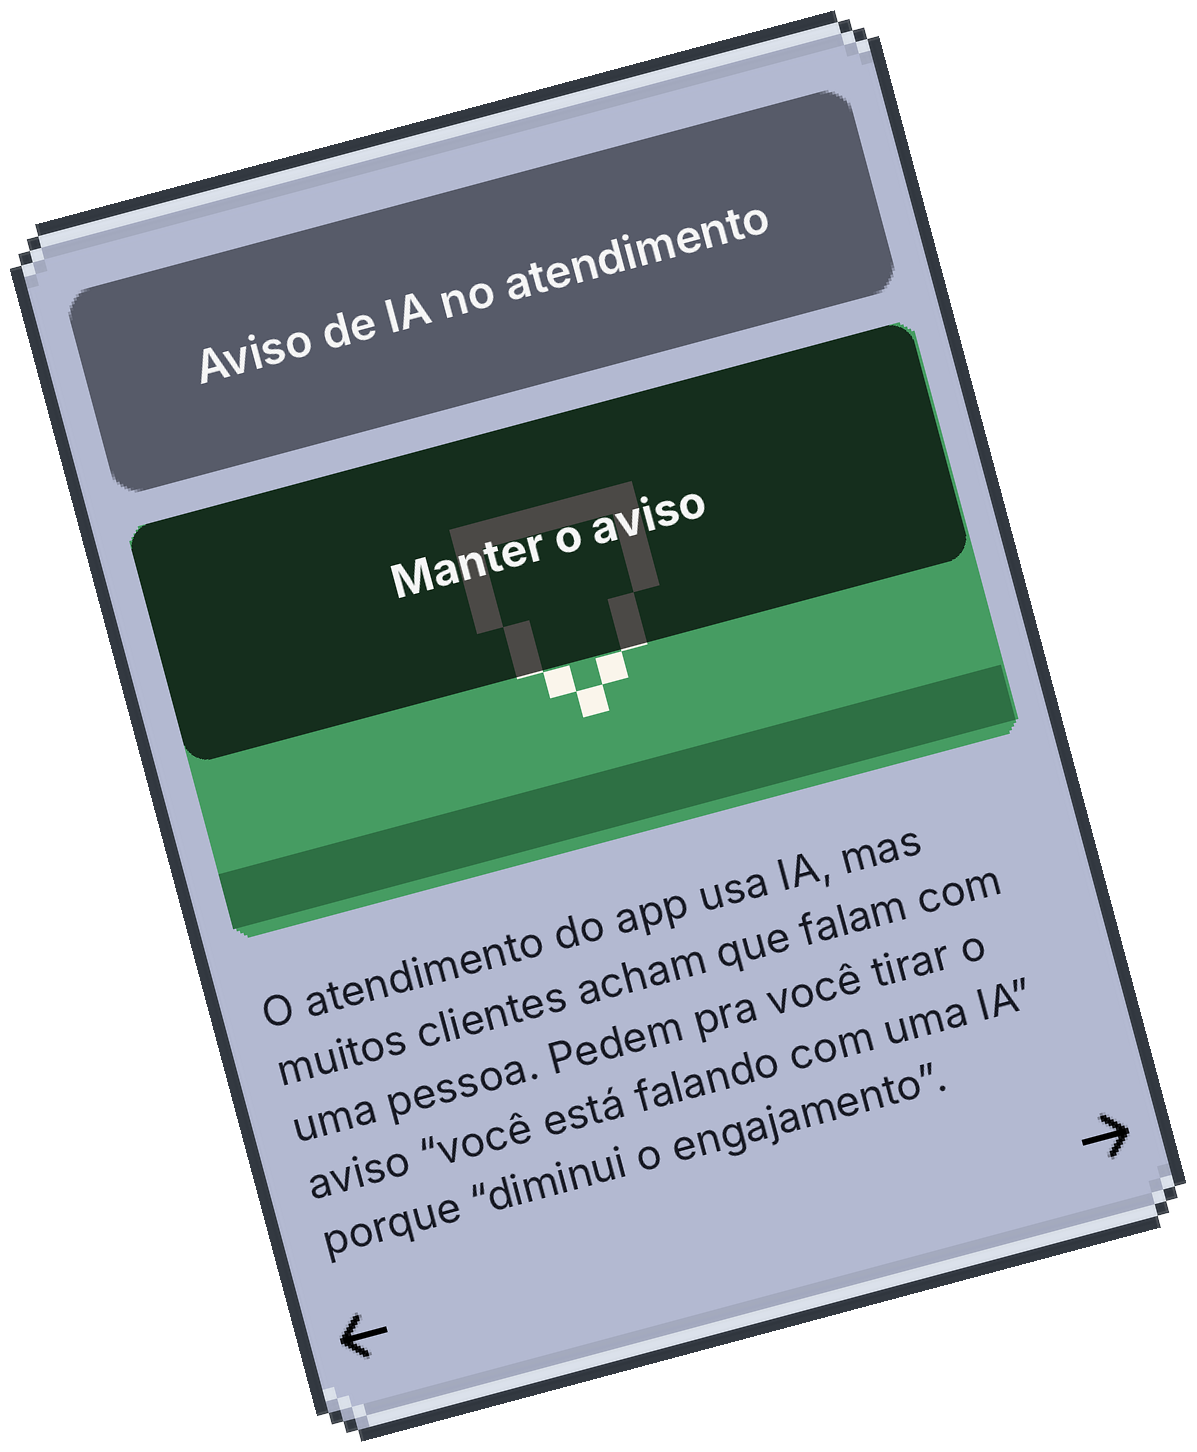 Aviso de IA no atendimento
Manter o aviso
O atendimento do app usa IA, mas
muitos clientes acham que falam com
uma pessoa. Pedem pra você tirar o
aviso “você está falando com uma IA”
porque “diminui o engajamento”.